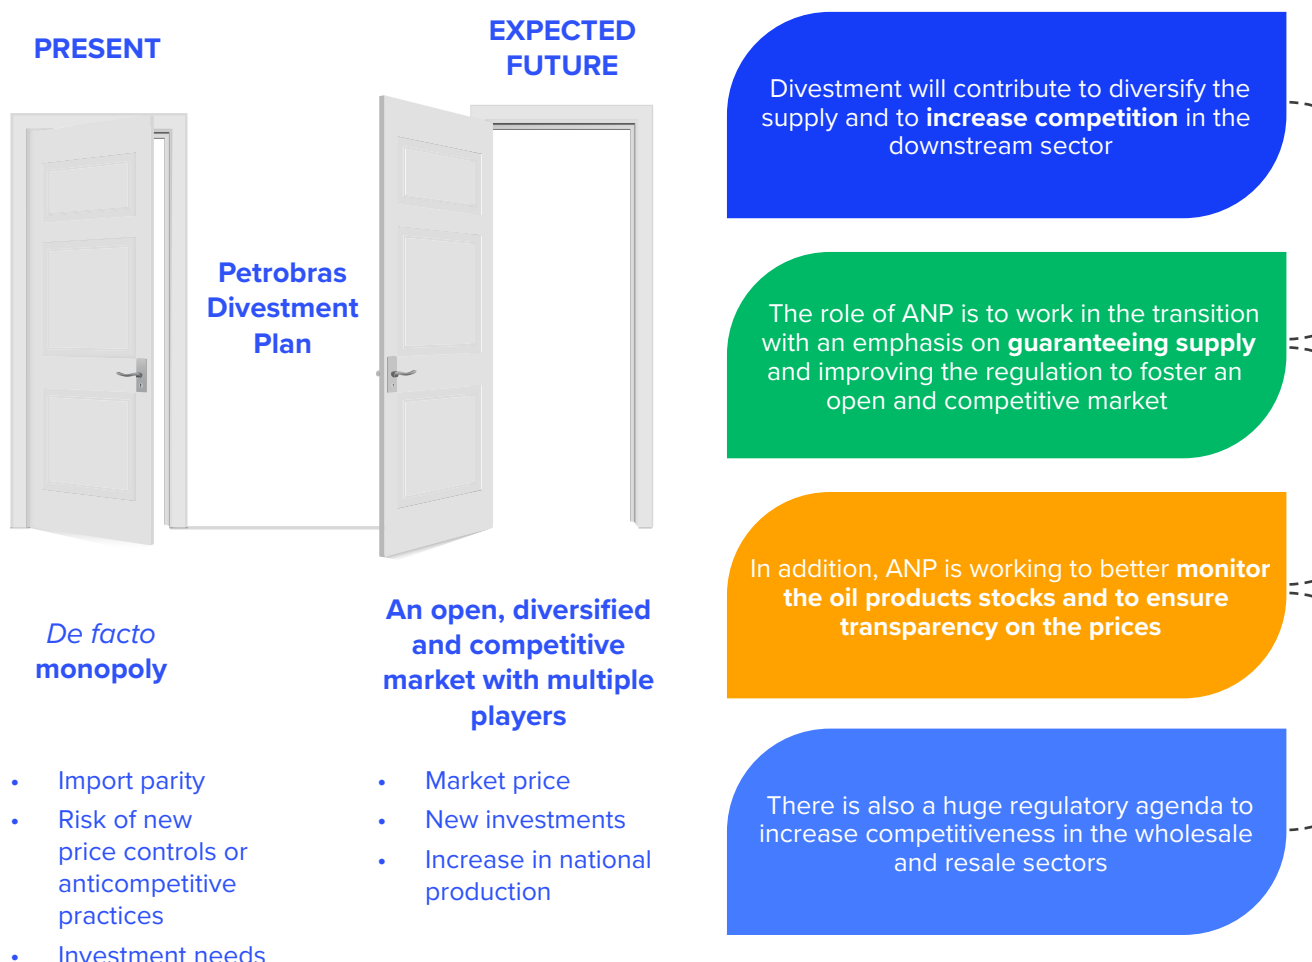 PRESENT
EXPECTED
FUTURE
Petrobras
Divestment
Plan
De facto
monopoly
An open, diversified
and competitive
market with multiple
players
• Import parity
• Risk of new
price controls or
anticompetitive
practices
• Investment needs
• Market price
• New investments
• Increase in national
production
Divestment will contribute to diversify the
supply and to increase competition in the
downstream sector
The role of ANP is to work in the transition
with an emphasis on guaranteeing supply
and improving the regulation to foster an
open and competitive market
In addition, ANP is working to better monitor
the oil products stocks and to ensure
transparency on the prices
There is also a huge regulatory agenda to
increase competitiveness in the wholesale
and resale sectors